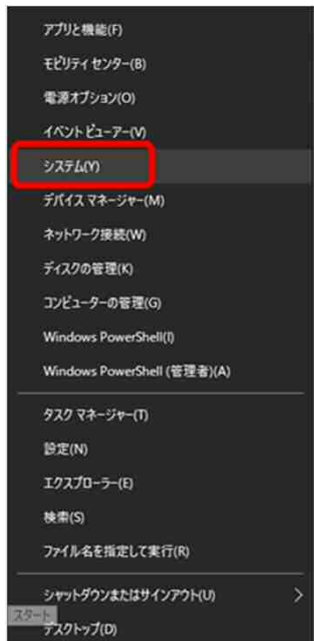 アプリと機能(F)
モビリティ センター(B)
電源オプション(O)
イベント ビューアー(V)
システム(Y)
デバイス マネージャー(M)
ネットワーク接続(W)
ディスクの管理(K)
コンピューターの管理(G)
Windows PowerShell(I)
Windows PowerShell (管理者)(A)
タスク マネージャー(T)
設定(N)
エクスプローラー(E)
検索(S)
ファイル名を指定して実行(R)
シャットダウンまたはサインアウト(U)
スタート
デスクトップ(D)